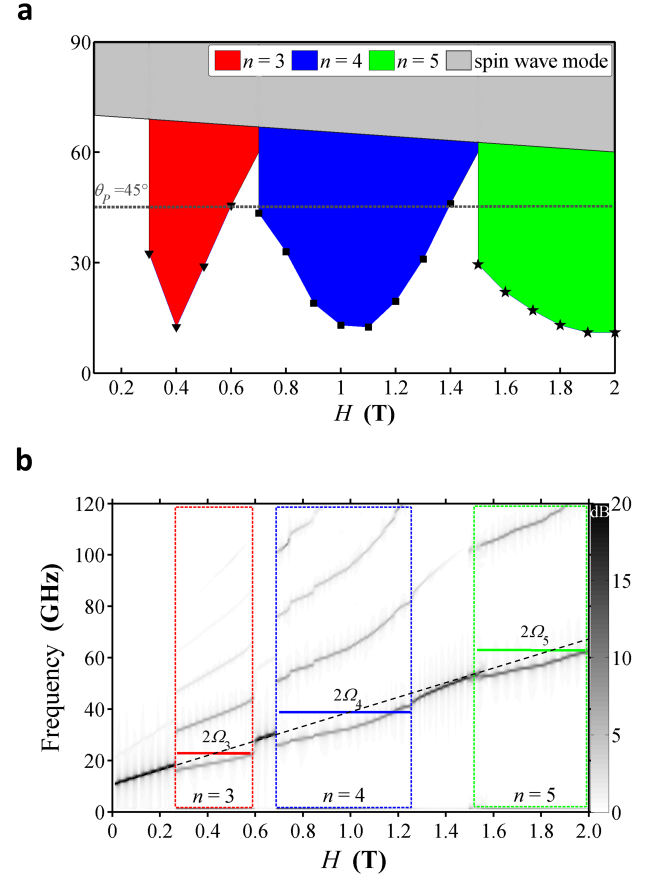 a
90
n = 3 n = 4 n = 5 spin wave mode
60
θP =45°
30
0
0.2 0.4 0.6 0.8 1 1.2 1.4 1.6 1.8 2
H (T)
b
120 20
dB
100
15
80
60 2Ω5 10
Frequency (GHz)
2Ω4
40
5
2Ω3
20
n = 3 n = 4 n = 5
0 0
0 0.2 0.4 0.6 0.8 1.0 1.2 1.4 1.6 1.8 2.0
H (T)